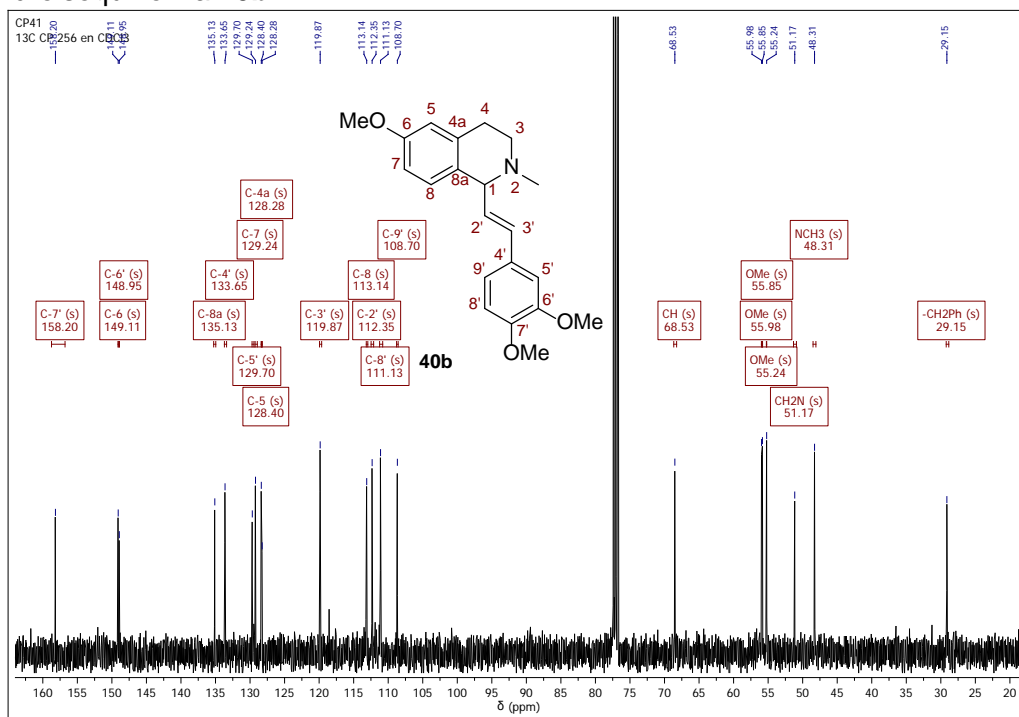 CP41
13C CP 256 en CDCl3
158.20
149.11
148.95
135.13
133.65
129.70
129.24
128.40
128.28
119.87
113.14
112.35
111.13
108.70
68.53
55.98
55.85
55.24
51.17
48.31
29.15
MeO
6
5
4a
4
3
N
2
7
8
8a
1
2'
3'
4'
9'
5'
8'
6'
7'
OMe
OMe
40b
C-4a (s)
128.28
C-7 (s)
129.24
C-9' (s)
108.70
NCH3 (s)
48.31
C-6' (s)
148.95
C-4' (s)
133.65
C-8 (s)
113.14
OMe (s)
55.85
C-7' (s)
158.20
C-6 (s)
149.11
C-8a (s)
135.13
C-3' (s)
119.87
C-2' (s)
112.35
CH (s)
68.53
OMe (s)
55.98
-CH2Ph (s)
29.15
C-5' (s)
129.70
C-8' (s)
111.13
OMe (s)
55.24
C-5 (s)
128.40
CH2N (s)
51.17
160 155 150 145 140 135 130 125 120 115 110 105 100 95 90 85 80 75 70 65 60 55 50 45 40 35 30 25 20
δ (ppm)